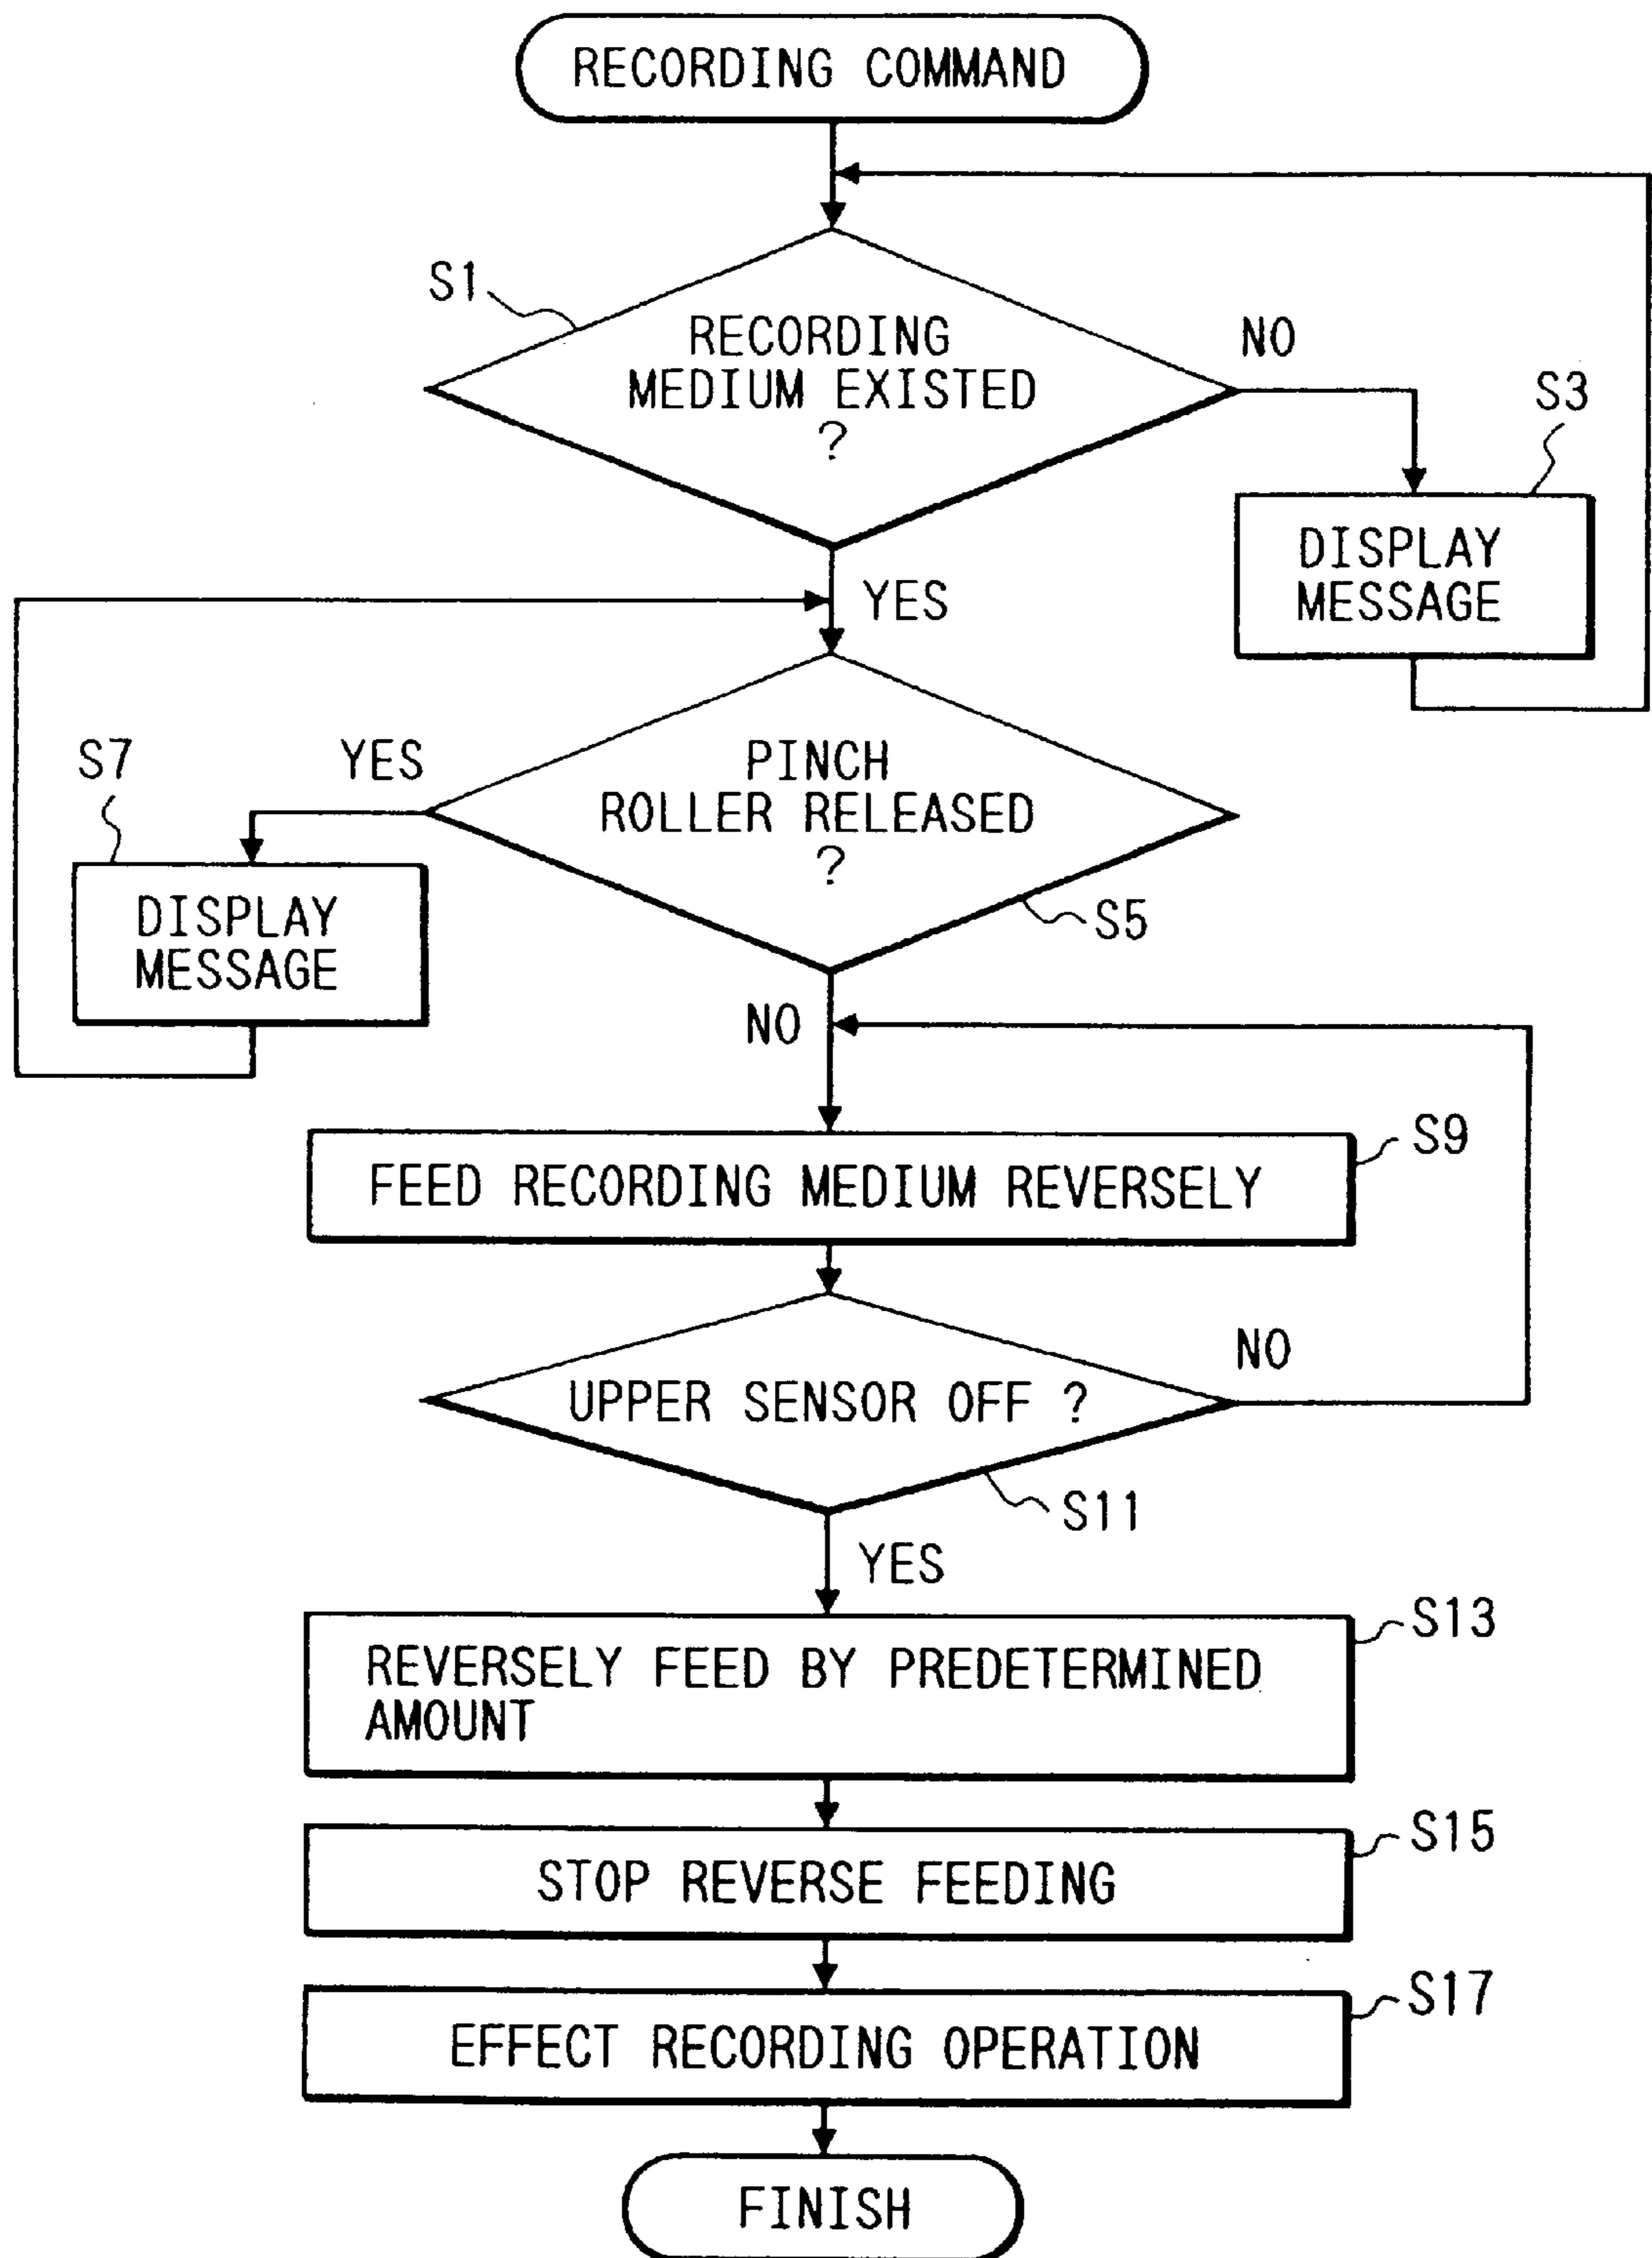 RECORDING COMMAND
S1
RECORDING
MEDIUM EXISTED
?
NO
S3
DISPLAY
MESSAGE
YES
S7
YES
PINCH
ROLLER RELEASED
?
S5
DISPLAY
MESSAGE
NO
S9
FEED RECORDING MEDIUM REVERSELY
NO
UPPER SENSOR OFF ?
S11
YES
S13
REVERSELY FEED BY PREDETERMINED
AMOUNT
S15
STOP REVERSE FEEDING
S17
EFFECT RECORDING OPERATION
FINISH